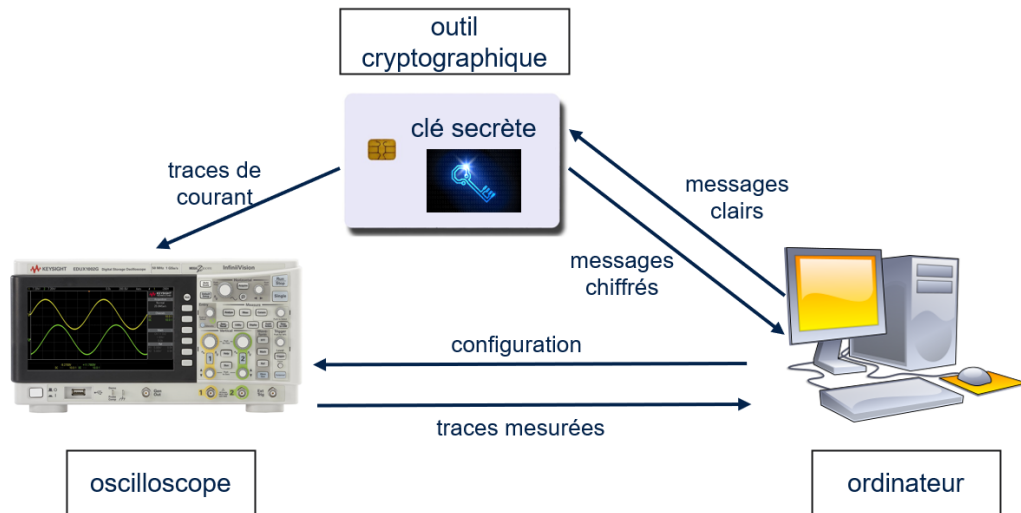 outil
cryptographique
clé secrète
traces de
courant
messages
clairs
messages
chiffrés
KEYSIGHT
InfiniiVision
configuration
traces mesurées
oscilloscope
ordinateur